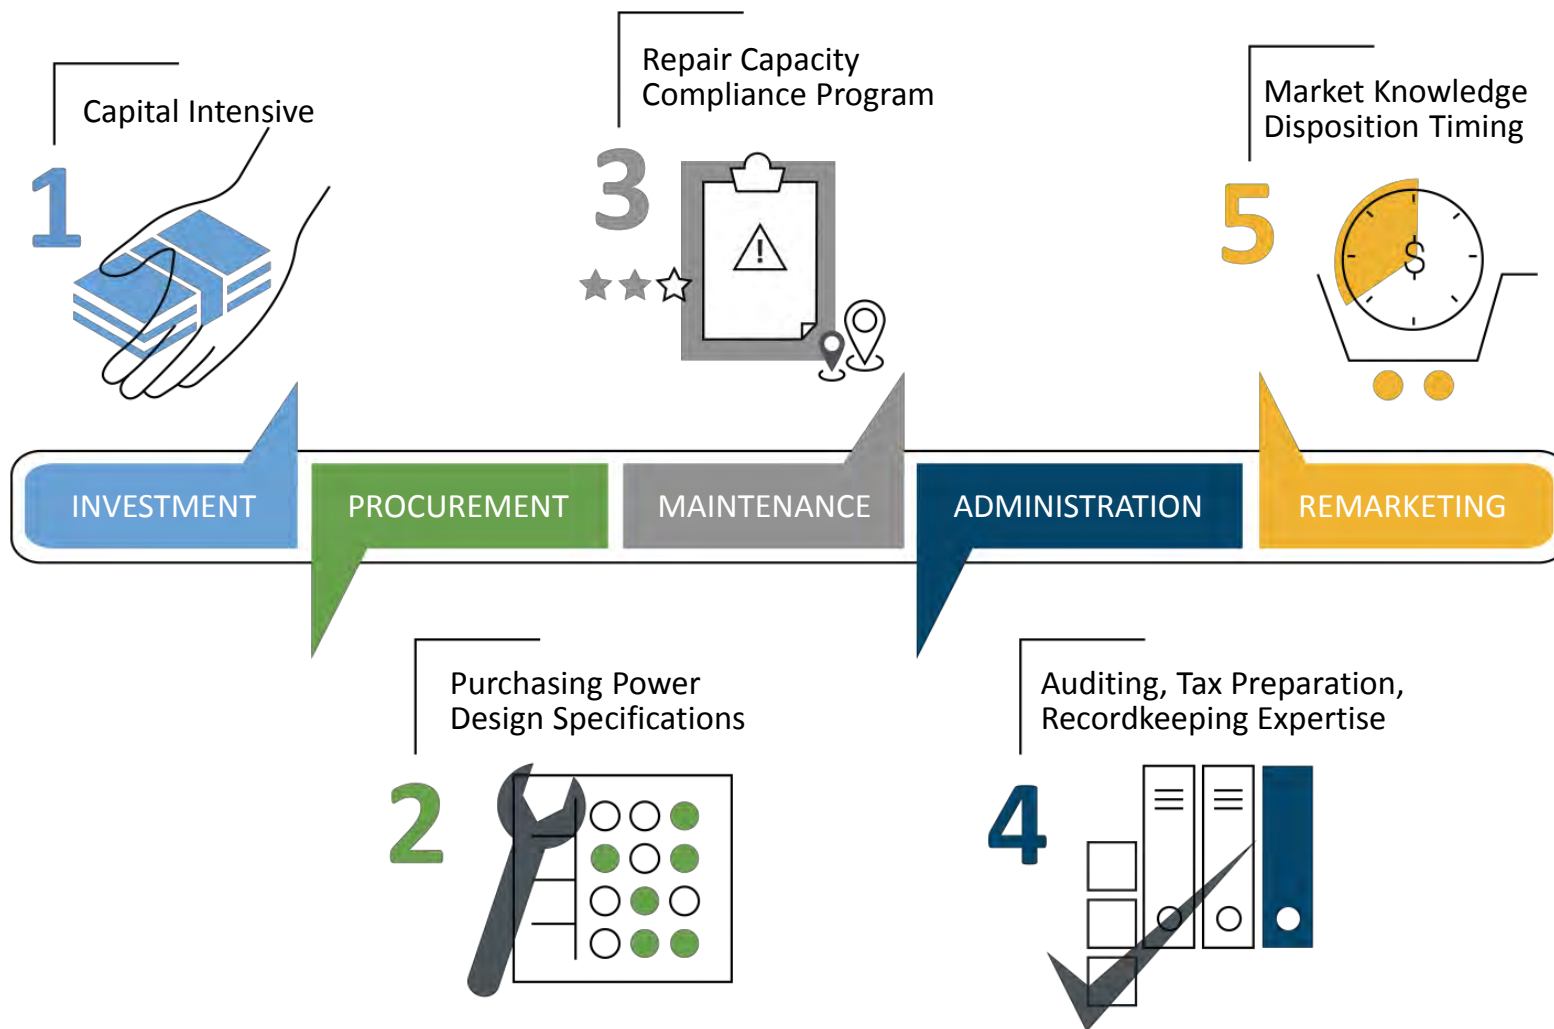 Capital Intensive
1
Repair Capacity
Compliance Program
3
!
Market Knowledge
Disposition Timing
5
$
INVESTMENT
PROCUREMENT
MAINTENANCE
ADMINISTRATION
REMARKETING
Purchasing Power
Design Specifications
2
Auditing, Tax Preparation,
Recordkeeping Expertise
4